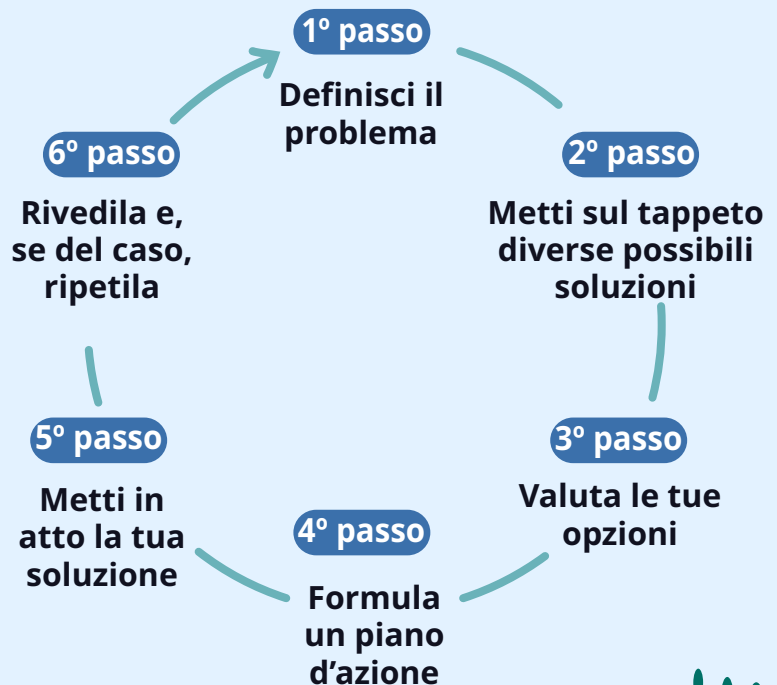 1º passo
Definisci il
problema
2º passo
Metti sul tappeto
diverse possibili
soluzioni
3º passo
Valuta le tue
opzioni
4º passo
Formula
un piano
d’azione
5º passo
Metti in
atto la tua
soluzione
6º passo
Rivedila e,
se del caso,
ripetila